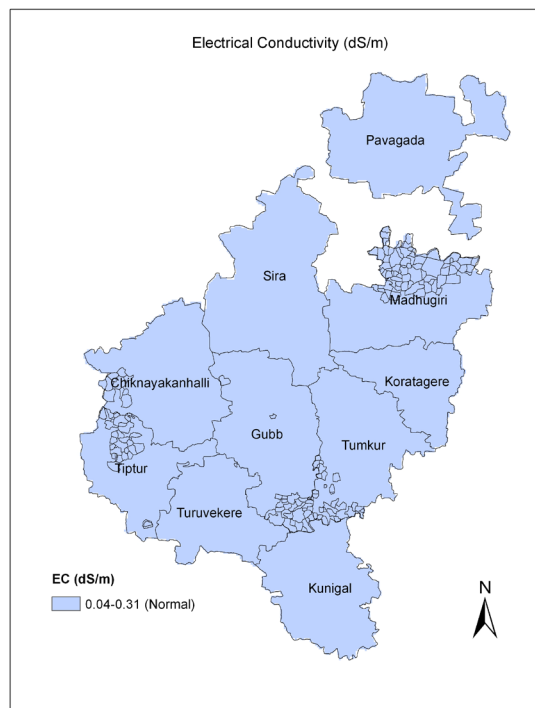 Electrical Conductivity (dS/m)
Pavagada
Sira
Madhugiri
Chiknayakanhalli
Koratagere
Gubb
Tumkur
Tiptur
Turuvekere
Kunigal
EC (dS/m)
0.04-0.31 (Normal)
N